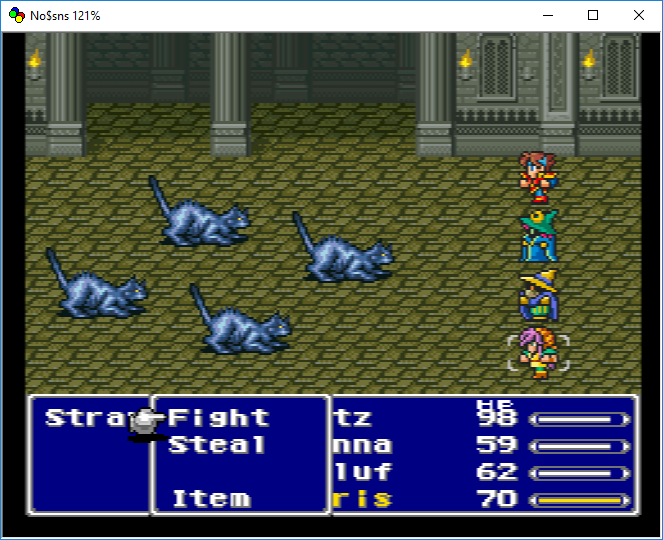 No$sns 121%
HP
Stra Fight tz 98
Steal nna 59
luf 62
Item ris 70